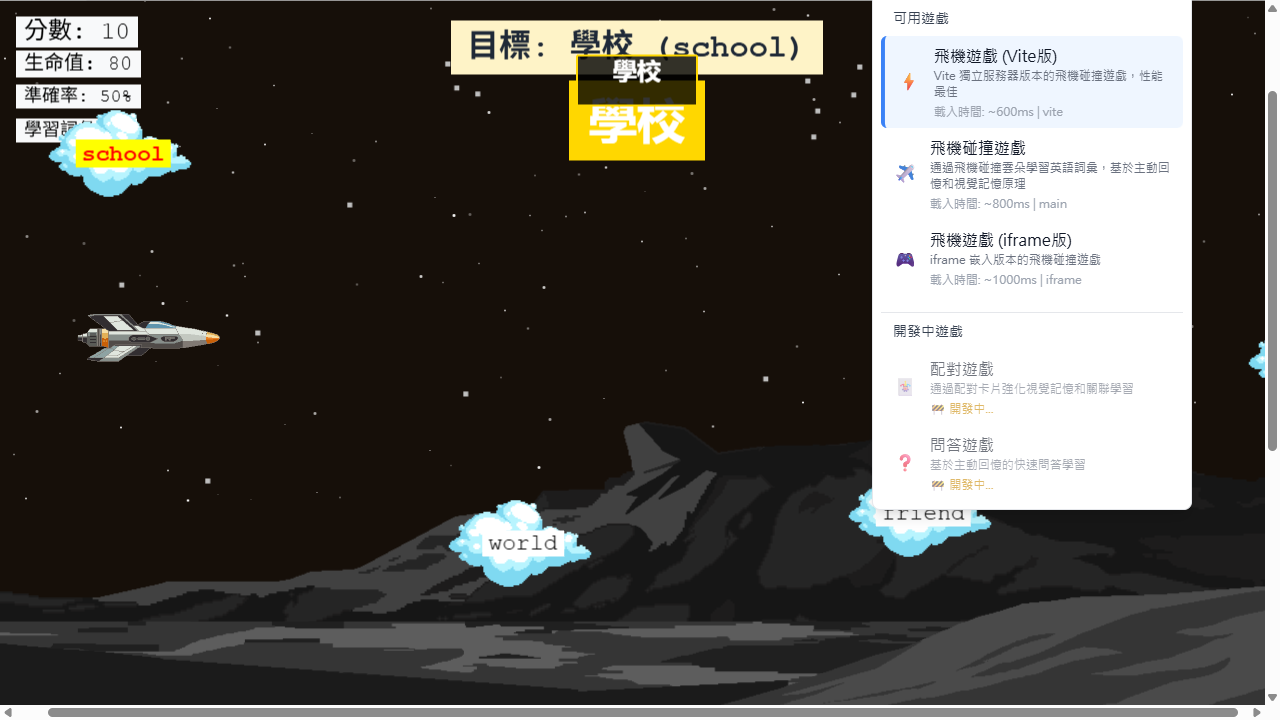 分數: 10
生命值: 80
準確率: 50%
學習詞
school
目標: 學校 (school)
學校
學校
world
friend
可用遊戲
飛機遊戲 (Vite版)
Vite 獨立服務器版本的飛機碰撞遊戲，性能
最佳
載入時間: ~600ms | vite
飛機碰撞遊戲
通過飛機碰撞雲朵學習英語詞彙，基於主動回
憶和視覺記憶原理
載入時間: ~800ms | main
飛機遊戲 (iframe版)
iframe 嵌入版本的飛機碰撞遊戲
載入時間: ~1000ms | iframe
開發中遊戲
配對遊戲
通過配對卡片強化視覺記憶和關聯學習
開發中...
問答遊戲
基於主動回憶的快速問答學習
開發中...